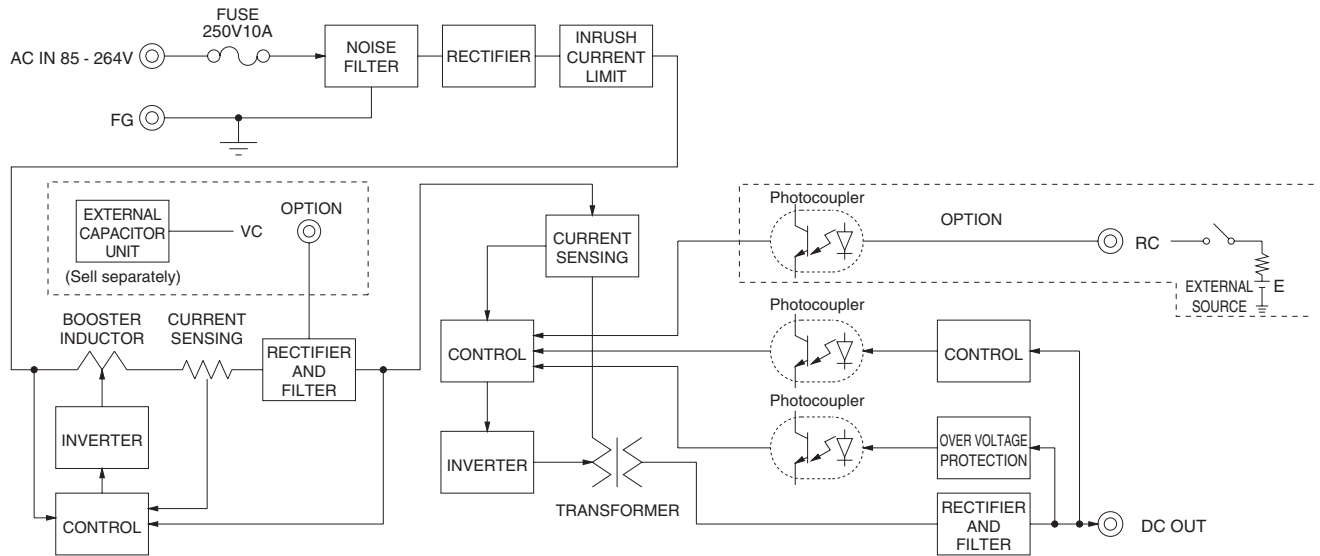 FUSE
250V10A
AC IN 85 - 264V
NOISE
FILTER
RECTIFIER
INRUSH
CURRENT
LIMIT
FG
EXTERNAL
CAPACITOR
UNIT
(Sell separately)
VC
OPTION
CURRENT
SENSING
Photocoupler
OPTION
RC
EXTERNAL
SOURCE
E
BOOSTER
INDUCTOR
CURRENT
SENSING
RECTIFIER
AND
FILTER
CONTROL
Photocoupler
CONTROL
INVERTER
INVERTER
Photocoupler
OVER VOLTAGE
PROTECTION
CONTROL
TRANSFORMER
RECTIFIER
AND
FILTER
DC OUT